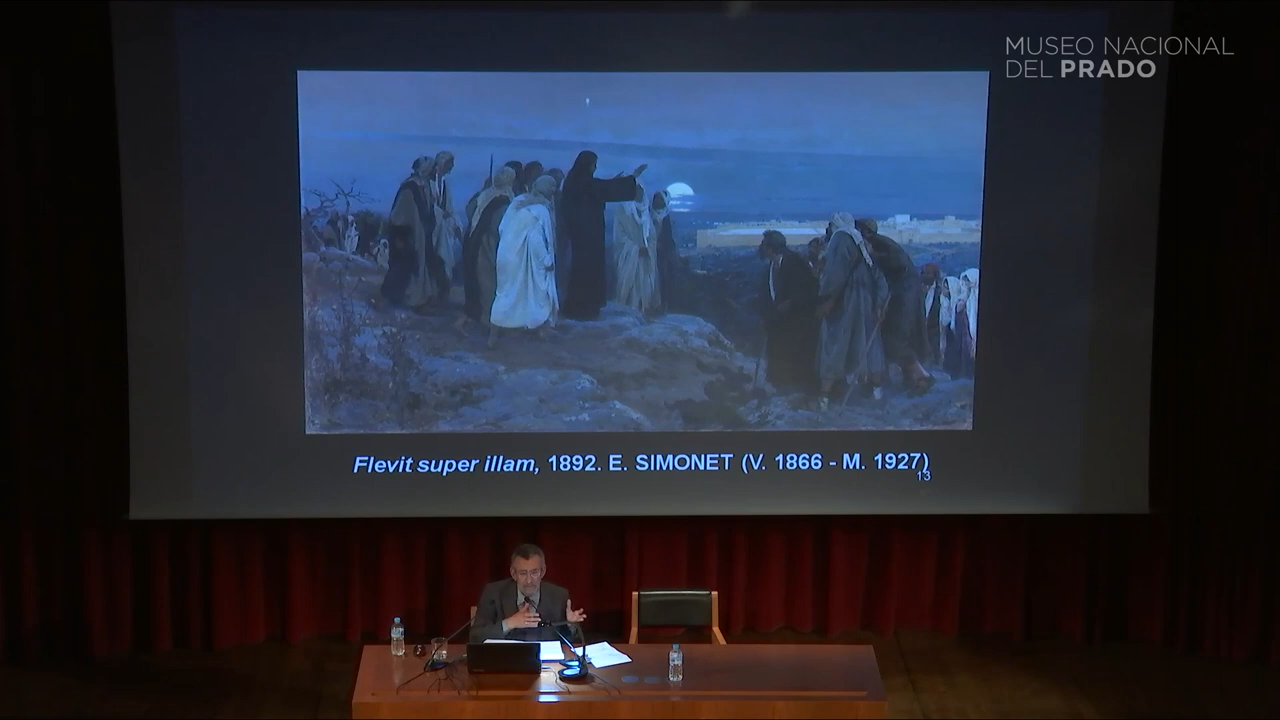 MUSEO NACIONAL
DEL PRADO
Flevit super illam, 1892. E. SIMONET (V. 1866 - M. 1927)
13